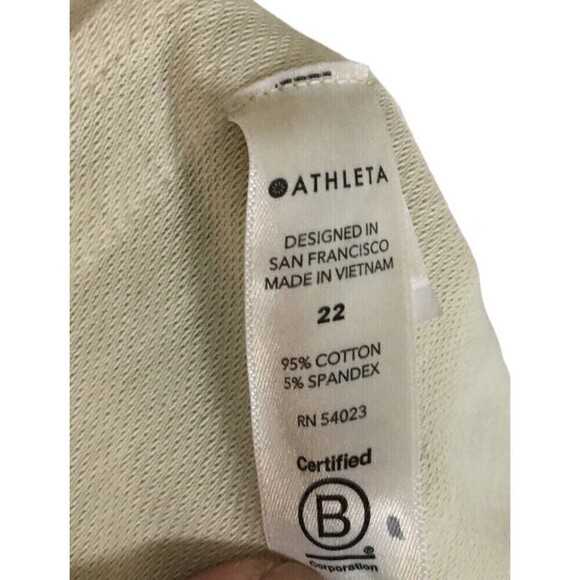 ATHLETA
DESIGNED IN
SAN FRANCISCO
MADE IN VIETNAM
22
95% COTTON
5% SPANDEX
RN 54023
Certified
B
®
Corporation